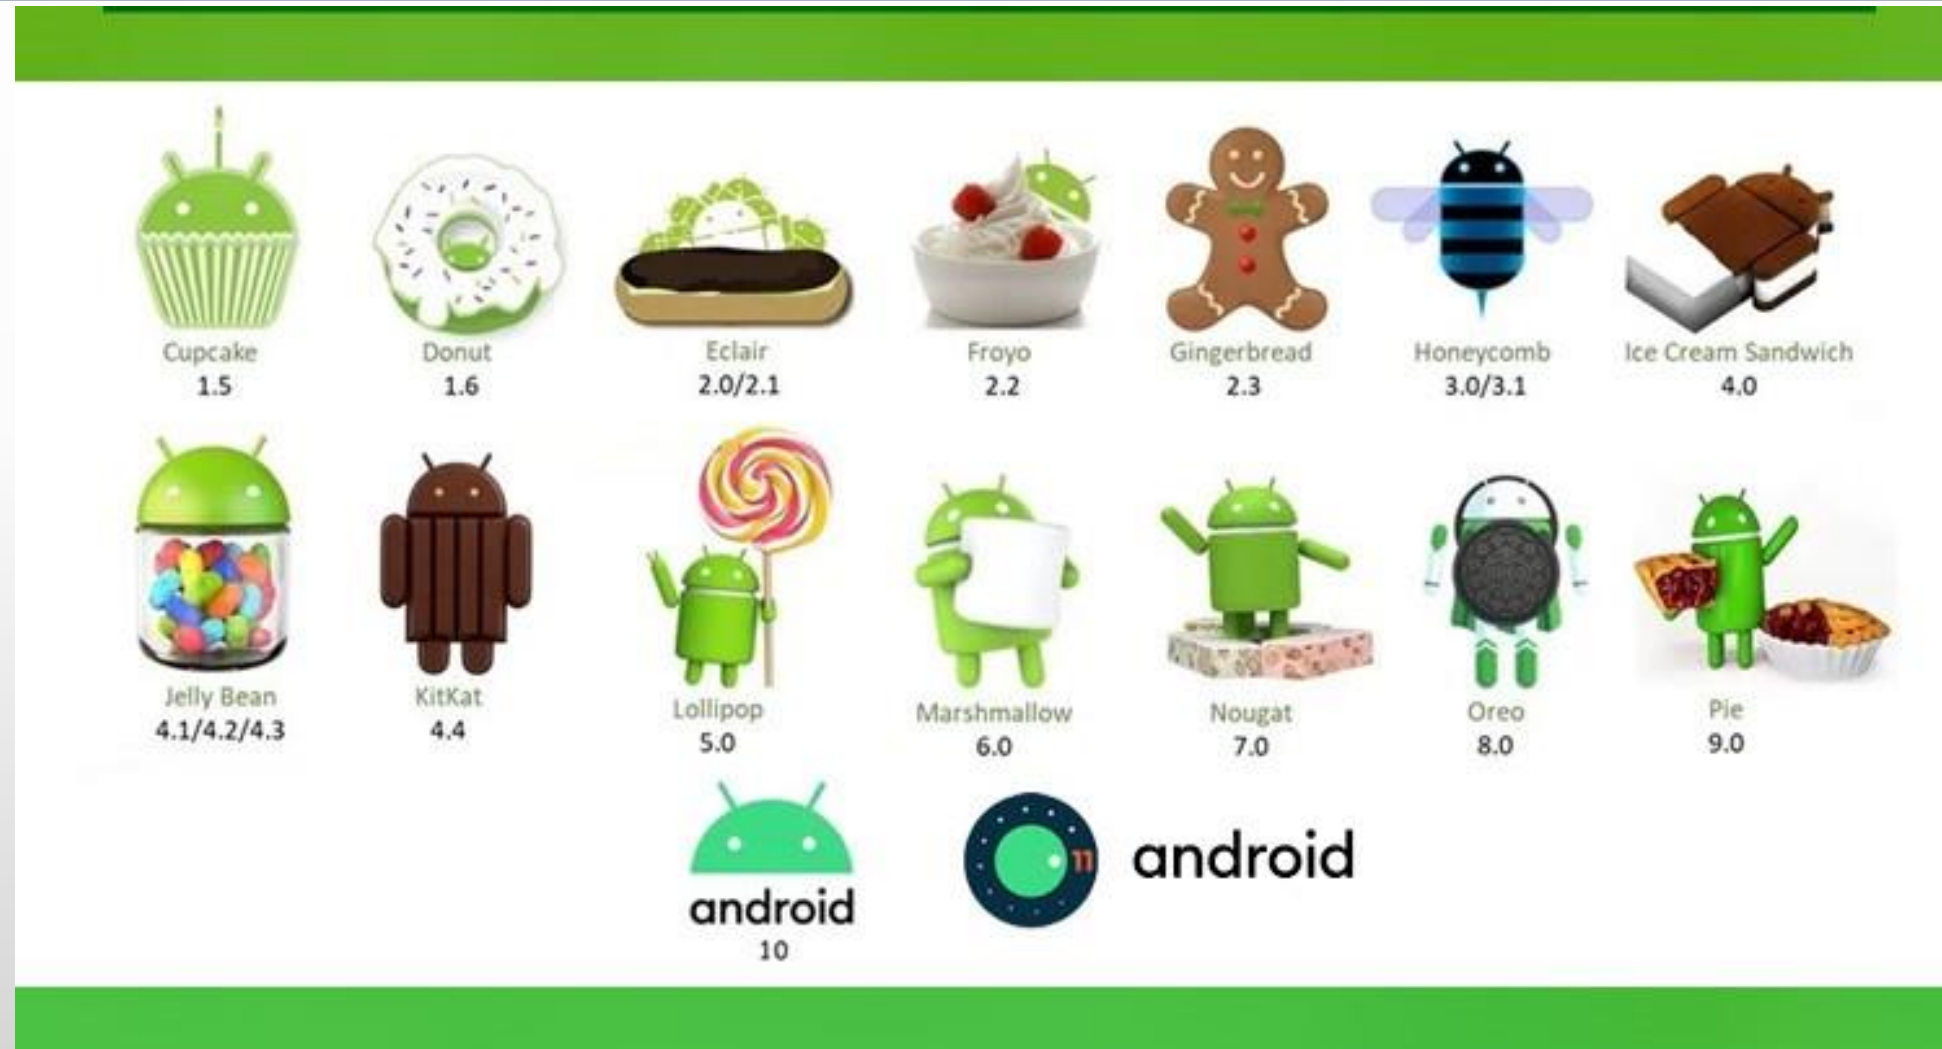 Cupcake
1.5
Donut
1.6
Eclair
2.0/2.1
Froyo
2.2
Gingerbread
2.3
Honeycomb
3.0/3.1
Ice Cream Sandwich
4.0
Jelly Bean
4.1/4.2/4.3
KitKat
4.4
Lollipop
5.0
Marshmallow
6.0
Nougat
7.0
Oreo
8.0
Pie
9.0
android
10
11
android